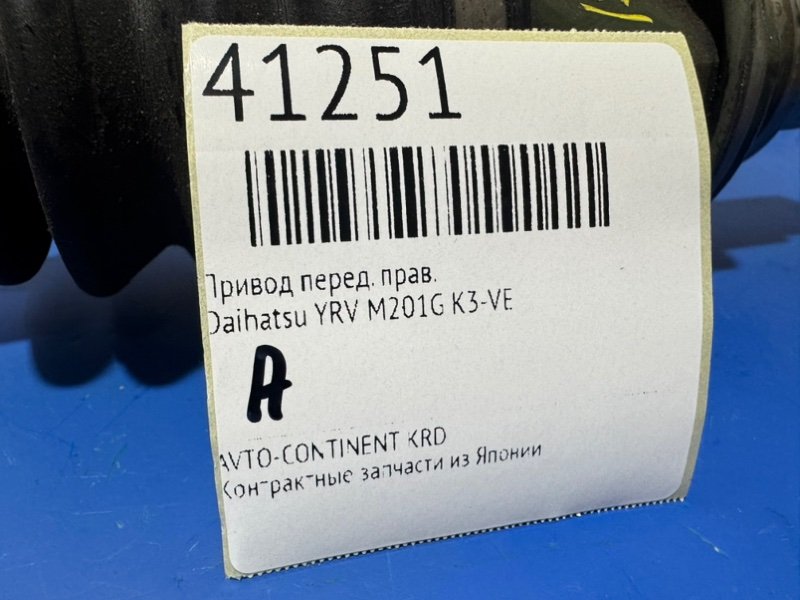 41251
Привод перед. прав.
Daihatsu YRV M201G K3-VE
A
AVTO-CONTINENT KRD
Контрактные запчасти из Японии